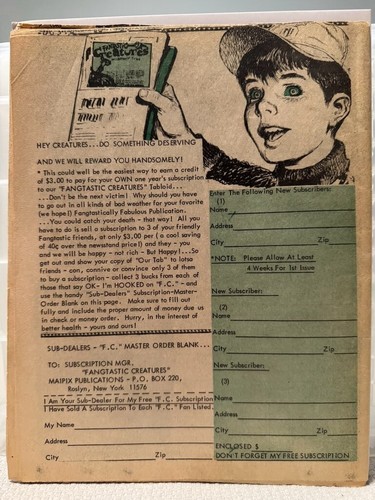 Fangtastic
Creatures
HEY CREATURES...DO SOMETHING DESERVING
AND WE WILL REWARD YOU HANDSOMELY!
* This could well be the easiest way to earn a credit
of $3.00 to pay for your OWN one year's subscription
to our "FANGTASTIC CREATURES" Tabloid...
...Don't be the next victim! Why should you have
to go out in all kinds of bad weather for your favorite
(we hope!) Fangtastically Fabulous Publication.
...You could catch your death - that way! All you
have to do is sell a subscription to 3 of your friendly
Fangtastic friends, at only $3.00 per (a cool saving
of 40¢ over the newsstand price!) and they - you
and we will be happy - not rich - But Happy!...So
get out and show your copy of "Our Tab" to lotsa
friends - con, connive or convince only 3 of them
to buy a subscription - collect 3 bucks from each of
those that say OK- I'm HOOKED on "F.C." - and
use the handy "Sub-Dealers" Subscription-Master-
Order Blank on this page. Make sure to fill out
fully and include the proper amount of money due us
in check or money order. Hurry, in the interest of
better health - yours and ours!
SUB-DEALERS - "F.C." MASTER ORDER BLANK...
TO: SUBSCRIPTION MGR.
"FANGTASTIC CREATURES"
MAIPIX PUBLICATIONS - P.O. BOX 220,
Roslyn, New York 11576
I Am Your Sub-Dealer For My Free "F.C. Subscription
I Have Sold A Subscription To Each "F.C." Fan Listed.
My Name
Address
City Zip
Enter The Following New Subscribers:
(1)
Name
Address
City Zip
*NOTE: Please Allow At Least
4 Weeks For 1st Issue
New Subscriber:
(2)
Name
Address
City Zip
New Subscriber:
(3)
Name
Address
City Zip
ENCLOSED $
DON'T FORGET MY FREE SUBSCRIPTION